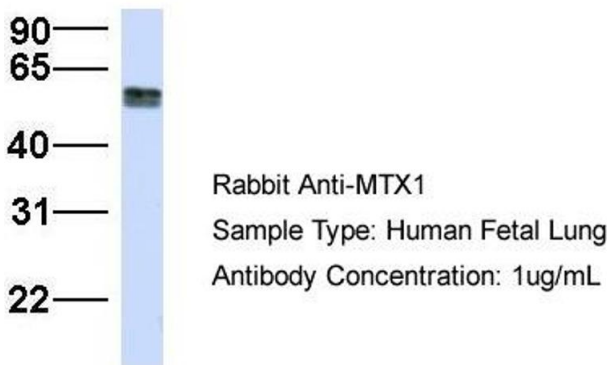 90
65
40
31
22
Rabbit Anti-MTX1
Sample Type: Human Fetal Lung
Antibody Concentration: 1ug/mL